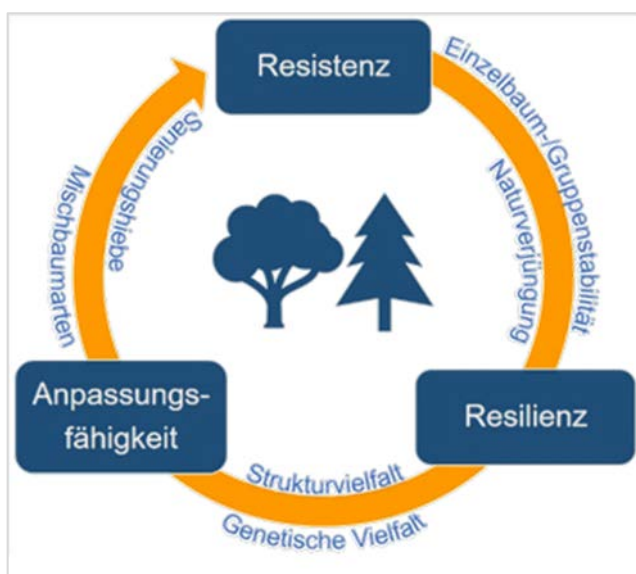 Resistenz
Einzelbaum-/Gruppenstabilität
Naturverjüngung
Resilienz
Strukturvielfalt
Genetische Vielfalt
Anpassungs-
fähigkeit
Mischbaumarten
Sanierungshiebe